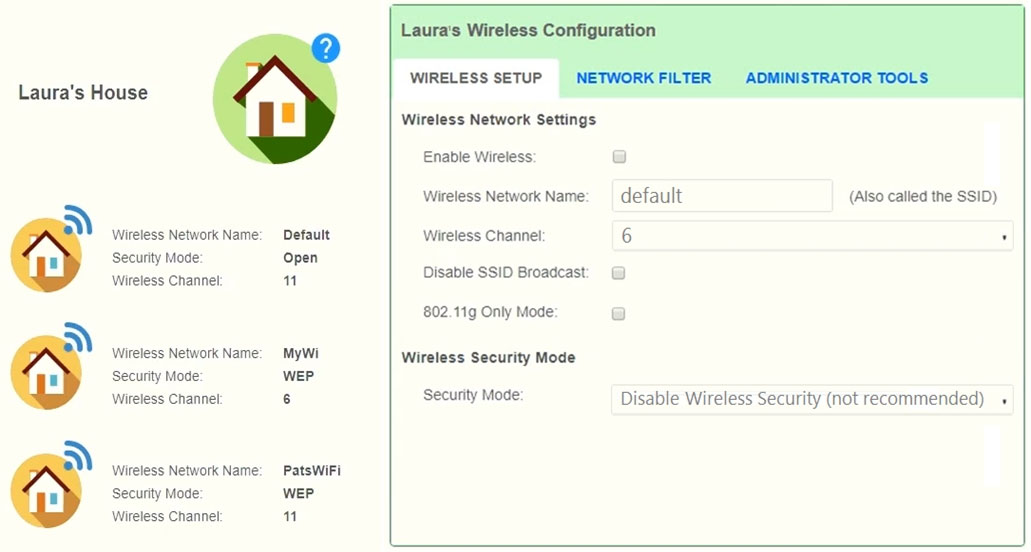 Laura's House
?
Wireless Network Name: Default
Security Mode: Open
Wireless Channel: 11
Wireless Network Name: MyWi
Security Mode: WEP
Wireless Channel: 6
Wireless Network Name: PatsWiFi
Security Mode: WEP
Wireless Channel: 11
Laura's Wireless Configuration
WIRELESS SETUP NETWORK FILTER ADMINISTRATOR TOOLS
Wireless Network Settings
Enable Wireless:
Wireless Network Name: default (Also called the SSID)
Wireless Channel: 6
Disable SSID Broadcast:
802.11g Only Mode:
Wireless Security Mode
Security Mode: Disable Wireless Security (not recommended)